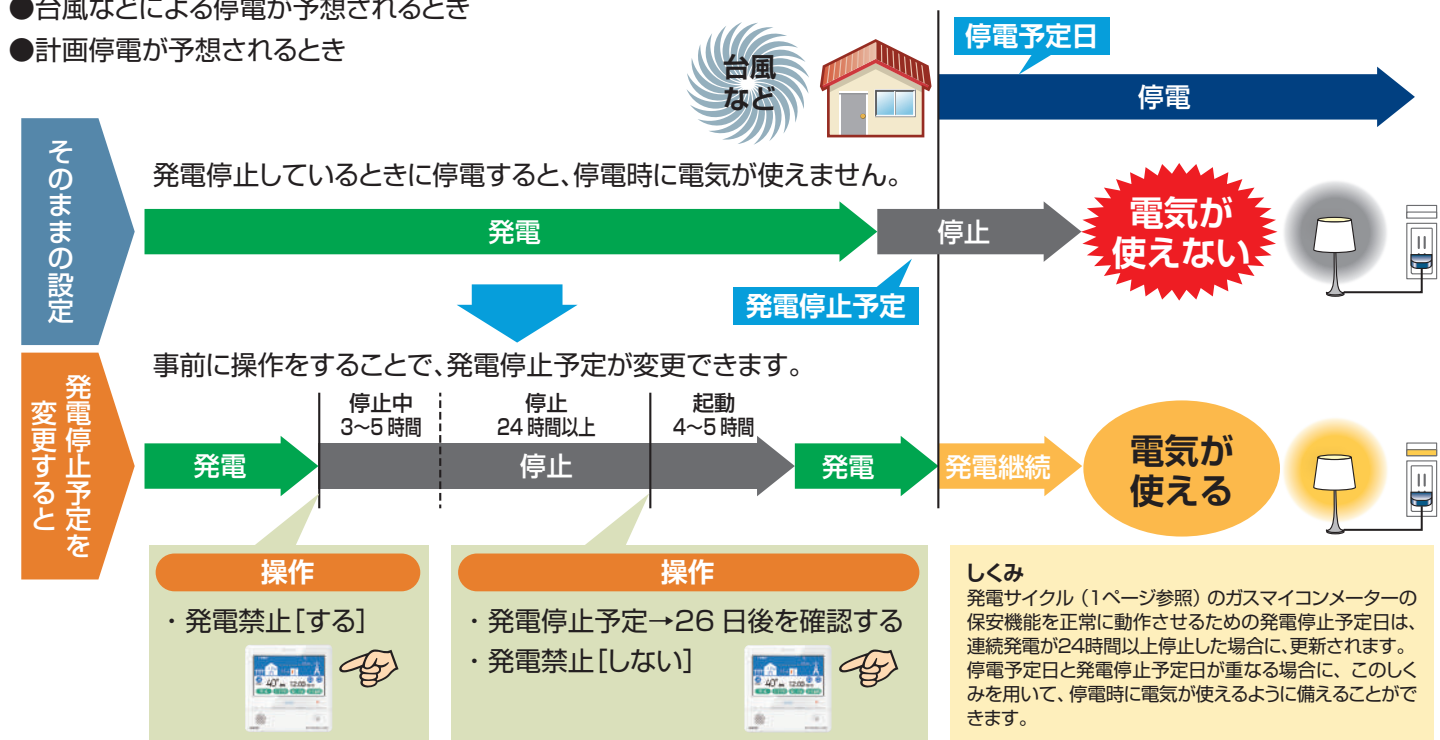 ●台風などによる停電が予想されるとき
●計画停電が予想されるとき
台風
など
停電予定日
停電
そのままの設定
発電停止しているときに停電すると、停電時に電気が使えません。
発電
停止
電気が
使えない
発電停止予定
事前に操作をすることで、発電停止予定が変更できます。
発電停止予定を
変更すると
停止中
3〜5 時間
停止
24 時間以上
起動
4〜5 時間
発電
停止
発電
発電継続
電気が
使える
操作
・発電禁止[する]
操作
・発電停止予定→26 日後を確認する
・発電禁止[しない]
しくみ
発電サイクル（1ページ参照）のガスマイコンメーターの
保安機能を正常に動作させるための発電停止予定日は、
連続発電が24時間以上停止した場合に、更新されます。
停電予定日と発電停止予定日が重なる場合に、このしく
みを用いて、停電時に電気が使えるように備えることがで
きます。
40°
12:00
40°
12:00